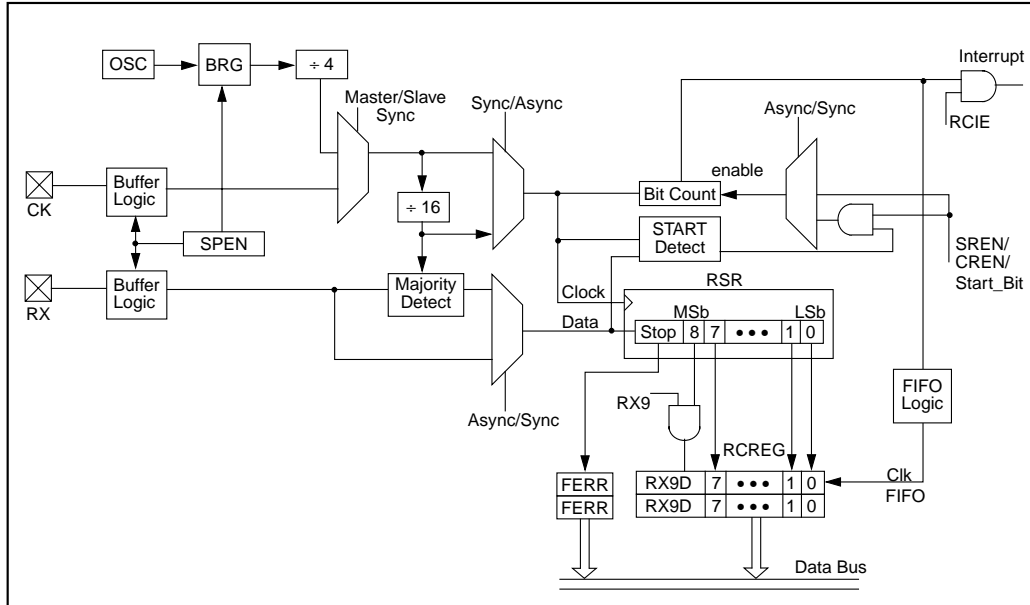 OSC
BRG
÷ 4
Interrupt
Master/Slave
Sync
Sync/Async
Async/Sync
RCIE
enable
Buffer
Logic
CK
÷ 16
Bit Count
SPEN
START
Detect
SREN/
CREN/
Start_Bit
Buffer
Logic
RX
Majority
Detect
Clock
RSR
MSb
LSb
Data
Stop 8 7 • • • 1 0
Async/Sync
RX9
FIFO
Logic
RCREG
Clk
FIFO
FERR
RX9D 7 • • • 1 0
FERR
RX9D 7 • • • 1 0
Data Bus